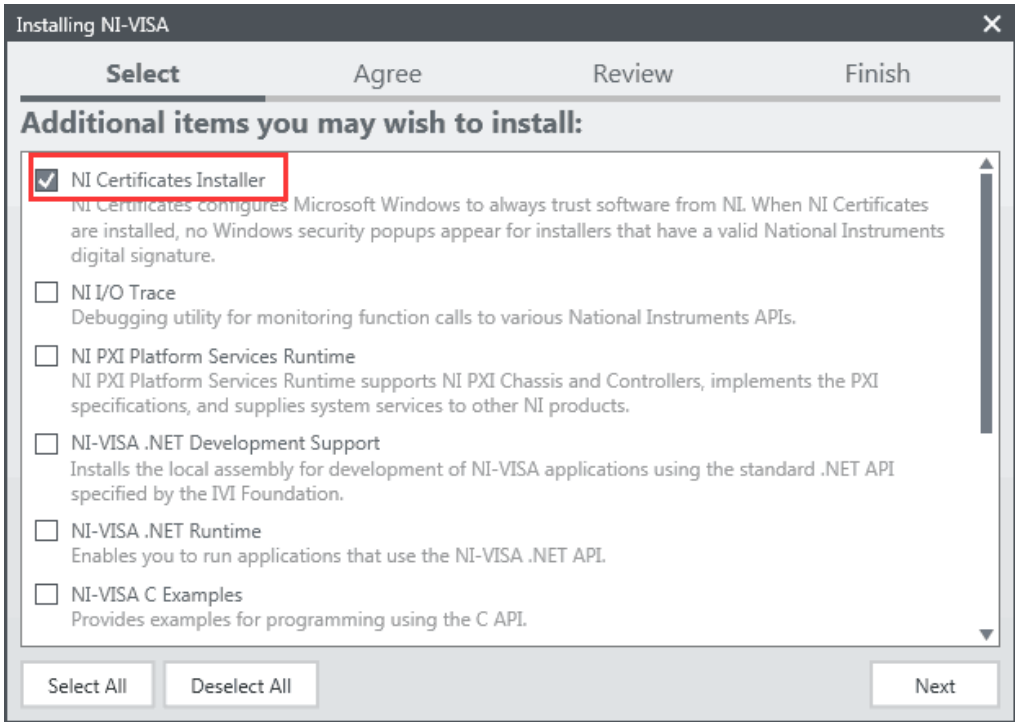 Installing NI-VISA
Select Agree Review Finish
Additional items you may wish to install:
NI Certificates Installer
NI Certificates configures Microsoft Windows to always trust software from NI. When NI Certificates
are installed, no Windows security popups appear for installers that have a valid National Instruments
digital signature.
NI I/O Trace
Debugging utility for monitoring function calls to various National Instruments APIs.
NI PXI Platform Services Runtime
NI PXI Platform Services Runtime supports NI PXI Chassis and Controllers, implements the PXI
specifications, and supplies system services to other NI products.
NI-VISA .NET Development Support
Installs the local assembly for development of NI-VISA applications using the standard .NET API
specified by the IVI Foundation.
NI-VISA .NET Runtime
Enables you to run applications that use the NI-VISA .NET API.
NI-VISA C Examples
Provides examples for programming using the C API.
Select All Deselect All Next